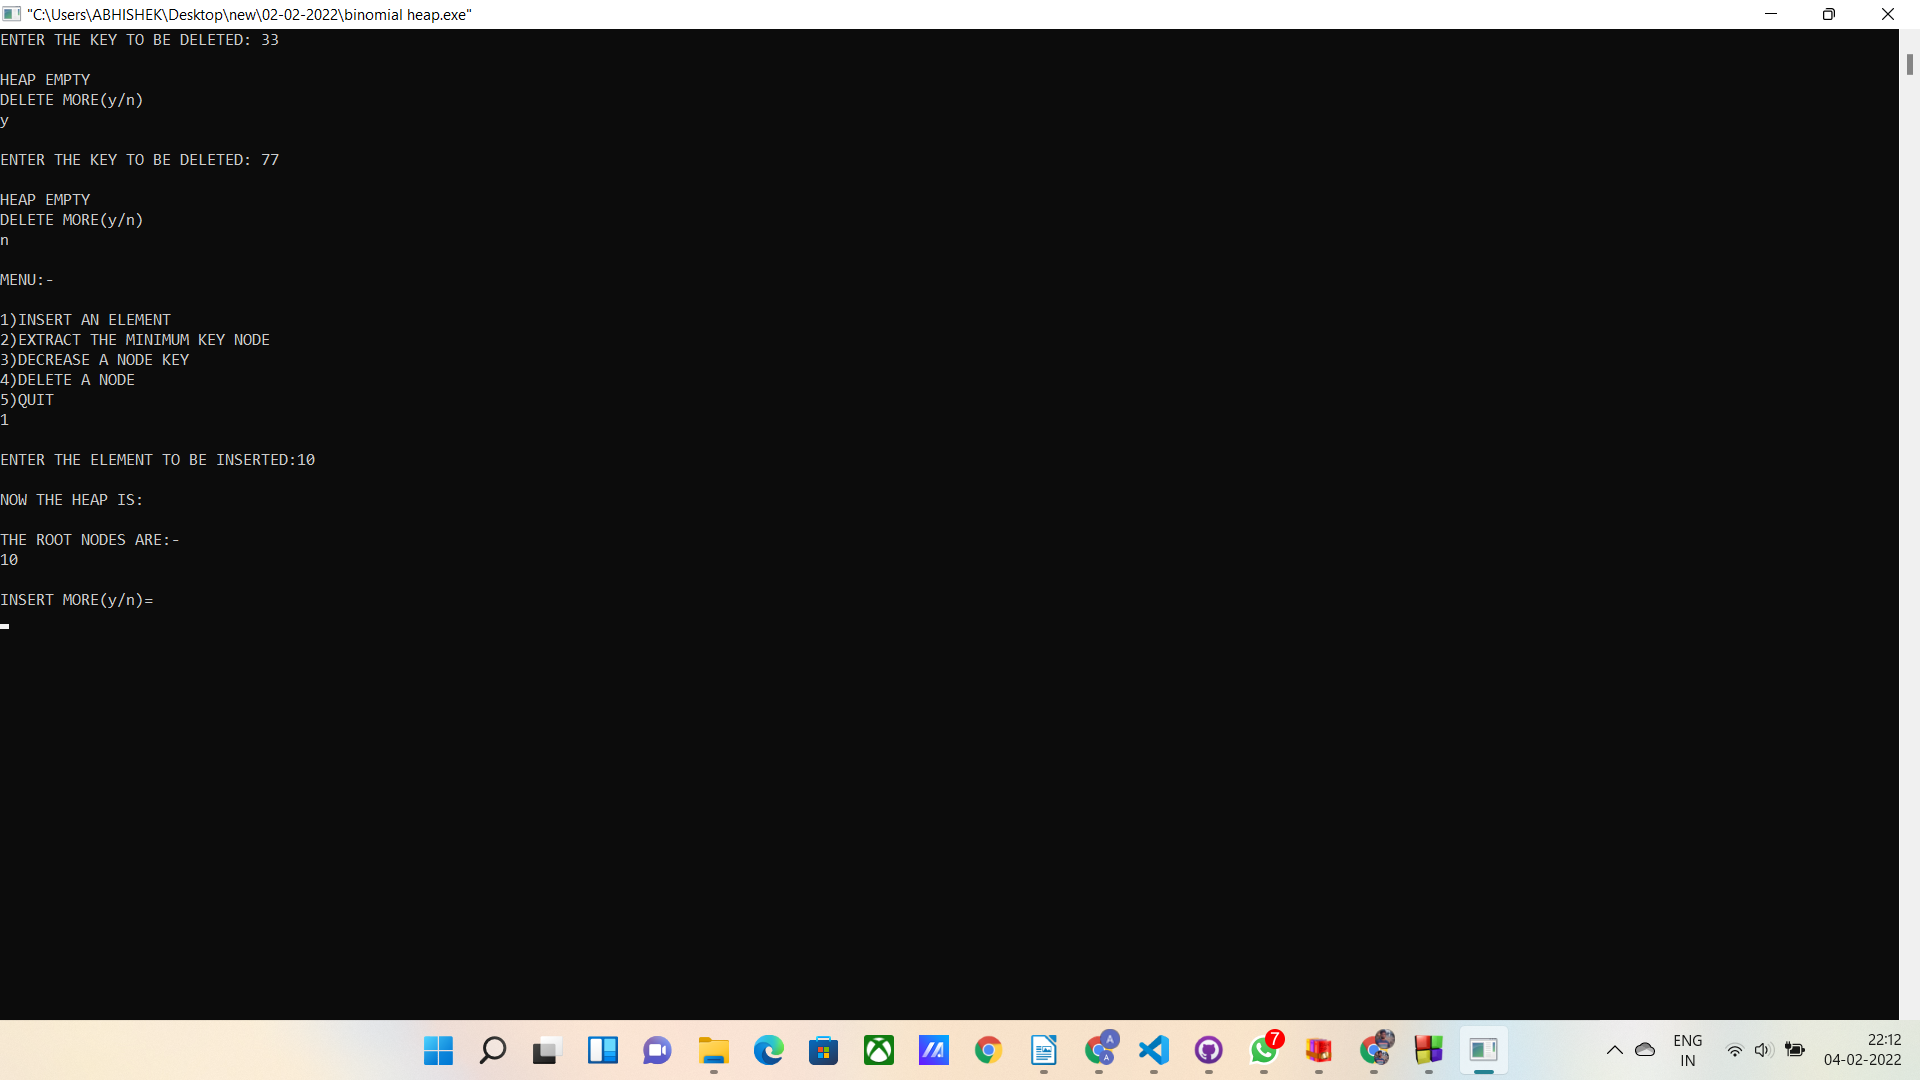 "C:\Users\ABHISHEK\Desktop\new\02-02-2022\binomial heap.exe"
ENTER THE KEY TO BE DELETED: 33
HEAP EMPTY
DELETE MORE(y/n)
y
ENTER THE KEY TO BE DELETED: 77
HEAP EMPTY
DELETE MORE(y/n)
n
MENU:-
1)INSERT AN ELEMENT
2)EXTRACT THE MINIMUM KEY NODE
3)DECREASE A NODE KEY
4)DELETE A NODE
5)QUIT
1
ENTER THE ELEMENT TO BE INSERTED:10
NOW THE HEAP IS:
THE ROOT NODES ARE:-
10
INSERT MORE(y/n)=
A
A
7
ENG
IN
22:12
04-02-2022